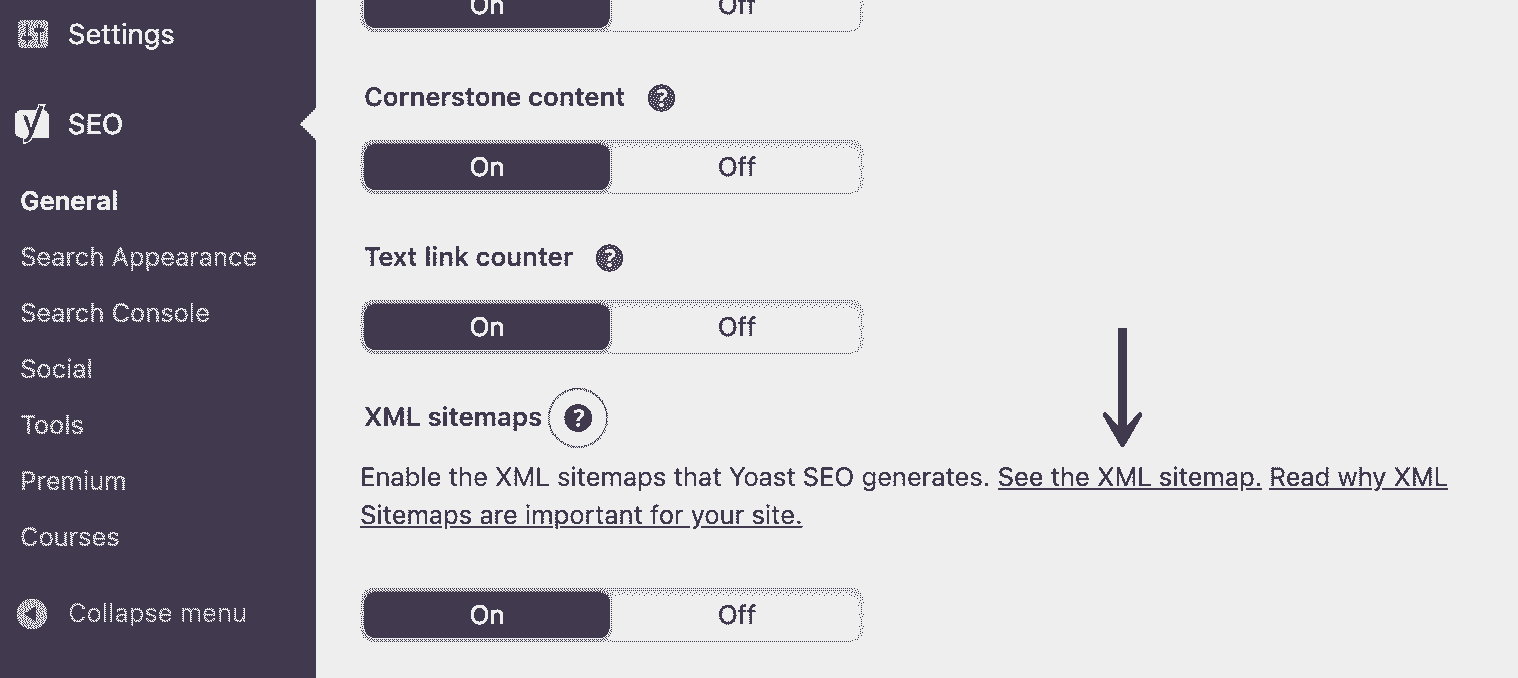 Settings
SEO
General
Search Appearance
Search Console
Social
Tools
Premium
Courses
Collapse menu
On Off
Cornerstone content ?
On Off
Text link counter ?
On Off
XML sitemaps ?
Enable the XML sitemaps that Yoast SEO generates. See the XML sitemap. Read why XML
Sitemaps are important for your site.
On Off